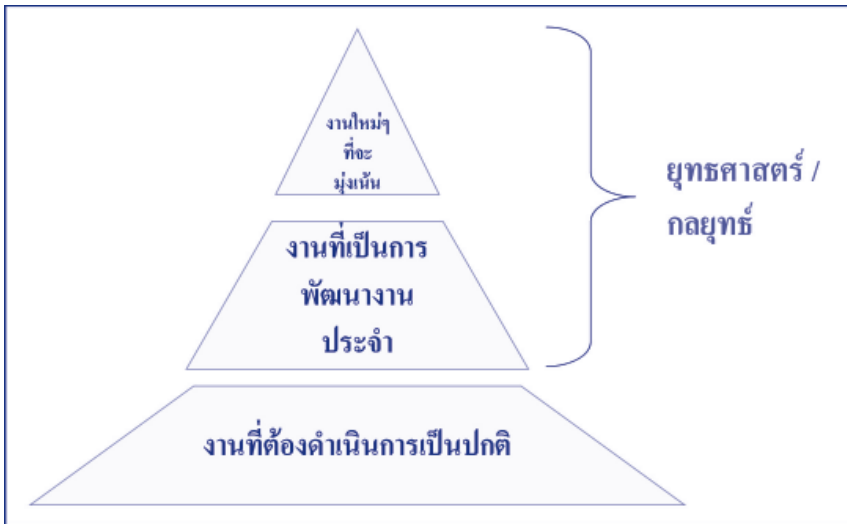 งานใหม่ๆ
ที่จะ
มุ่งเน้น
ยุทธศาสตร์ /
กลยุทธ์
งานที่เป็นการ
พัฒนางาน
ประจำ
งานที่ต้องดำเนินการเป็นปกติ